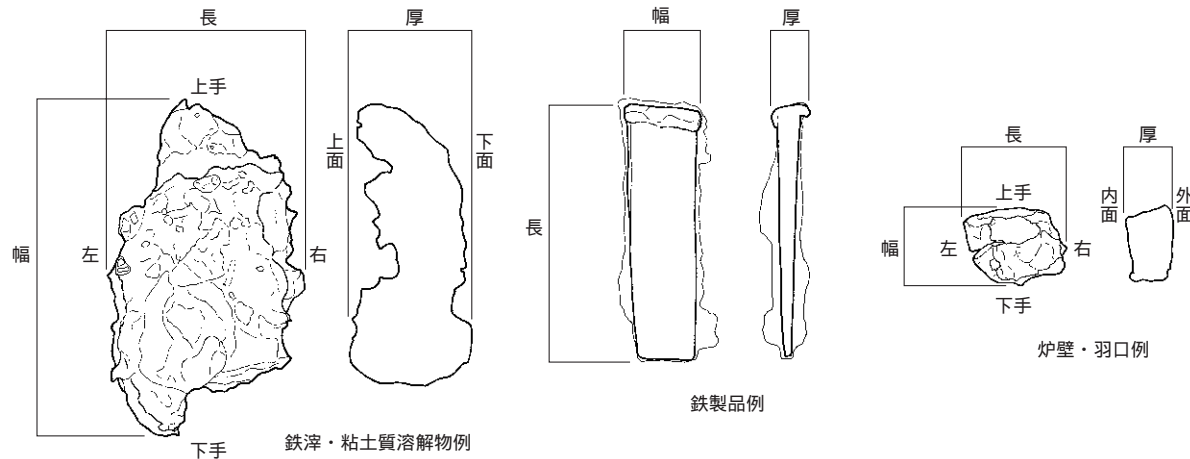 長
厚
上手
上面
下面
幅
左
右
下手
鉄滓・粘土質溶解物例
幅
厚
長
鉄製品例
長
厚
上手
内面
外面
幅
左
右
下手
炉壁・羽口例